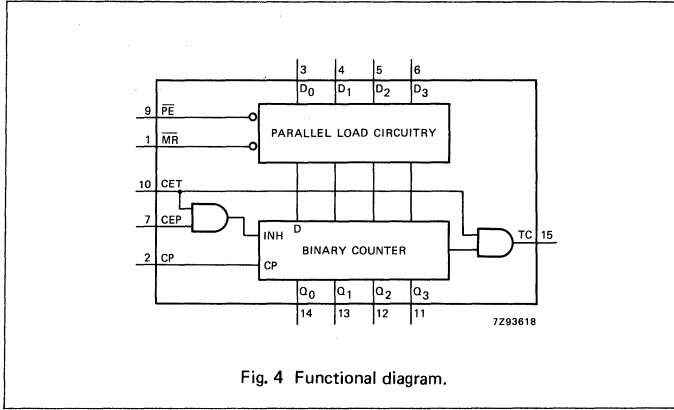 3 4 5 6
D0 D1 D2 D3
9 PE
PARALLEL LOAD CIRCUITRY
1 MR
10 CET
7 CEP
D
INH
BINARY COUNTER
TC 15
2 CP
CP
Q0 Q1 Q2 Q3
14 13 12 11
7Z93618
Fig. 4 Functional diagram.